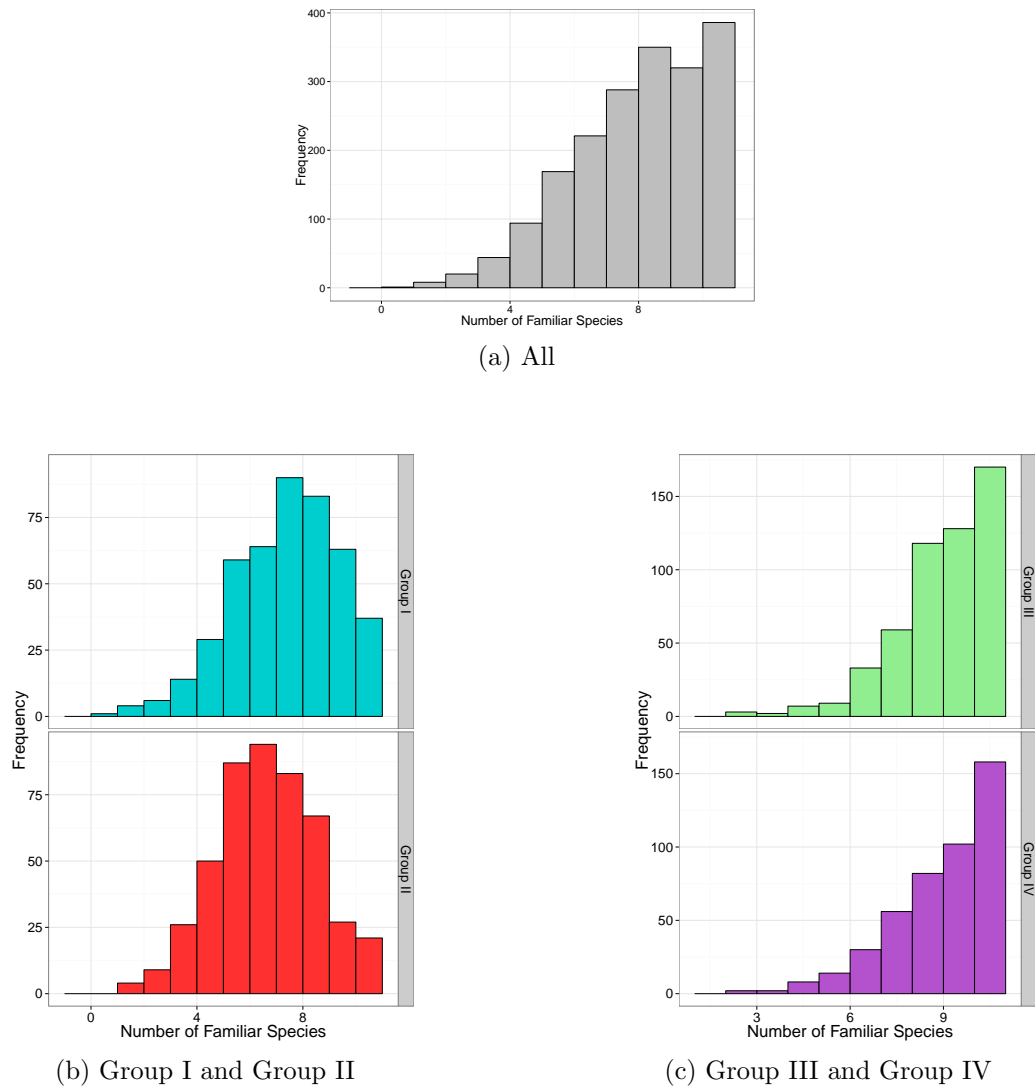 400
300
200
100
0
Frequency
0 4 8
Number of Familiar Species
(a) All
75
50
25
0
Group I
75
50
25
0
Group II
Frequency
0 4 8
Number of Familiar Species
(b) Group I and Group II
150
100
50
0
Group III
150
100
50
0
Group IV
Frequency
3 6 9
Number of Familiar Species
(c) Group III and Group IV